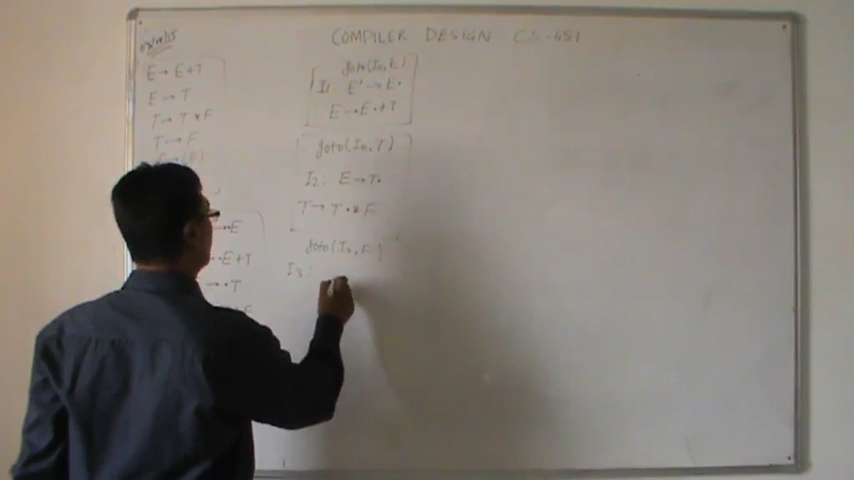 COMPILER DESIGN CS-451
E → E+T
E → T
T → T * F
T → F
→ (F)
→ •E
→ •E+T
→ •T
goto(I₀, E)
I₁: E' → E•
E → E•+T
goto(I₀, T)
I₂: E → T•
T → T•*F
goto(I₀, F)
I₃: